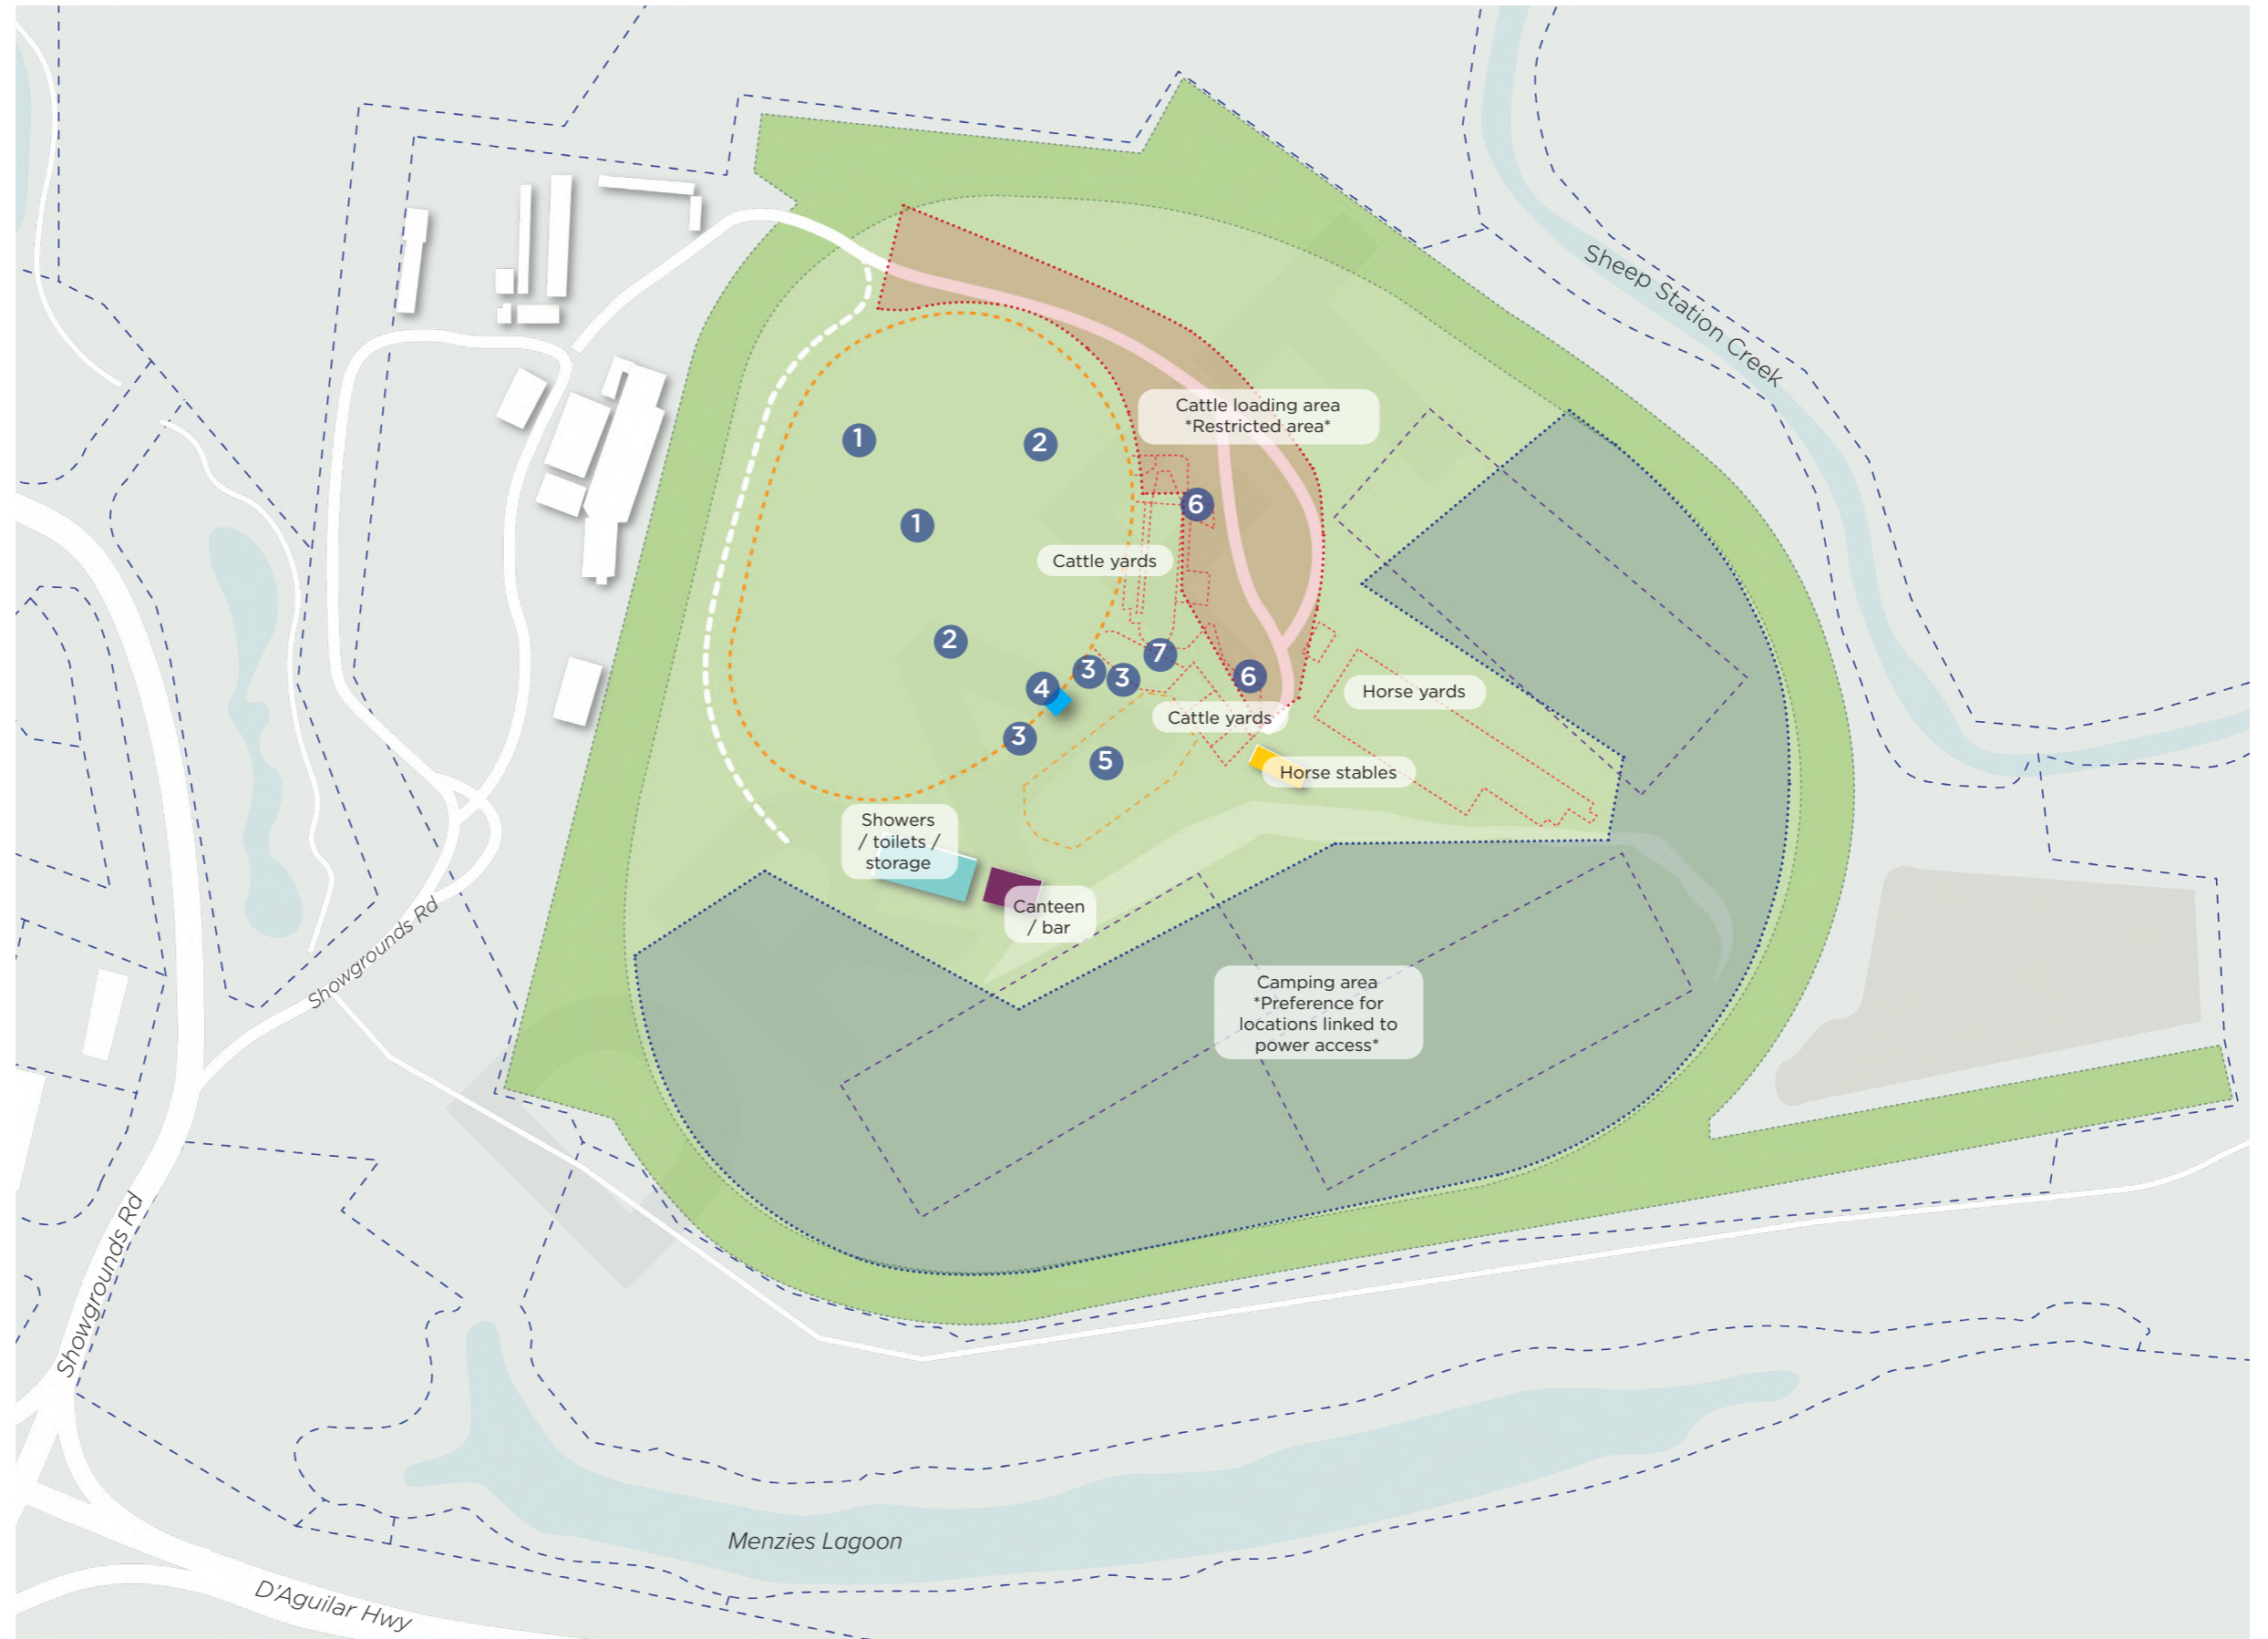 Sheep Station Creek
Cattle loading area
*Restricted area*
1
2
6
1
Cattle yards
2
7
3
3
6
4
Horse yards
Cattle yards
3
5
Horse stables
Showers
/ toilets /
storage
Canteen
/ bar
Showgrounds Rd
Camping area
*Preference for
locations linked to
power access*
Showgrounds Rd
Menzies Lagoon
D'Aguilar Hwy